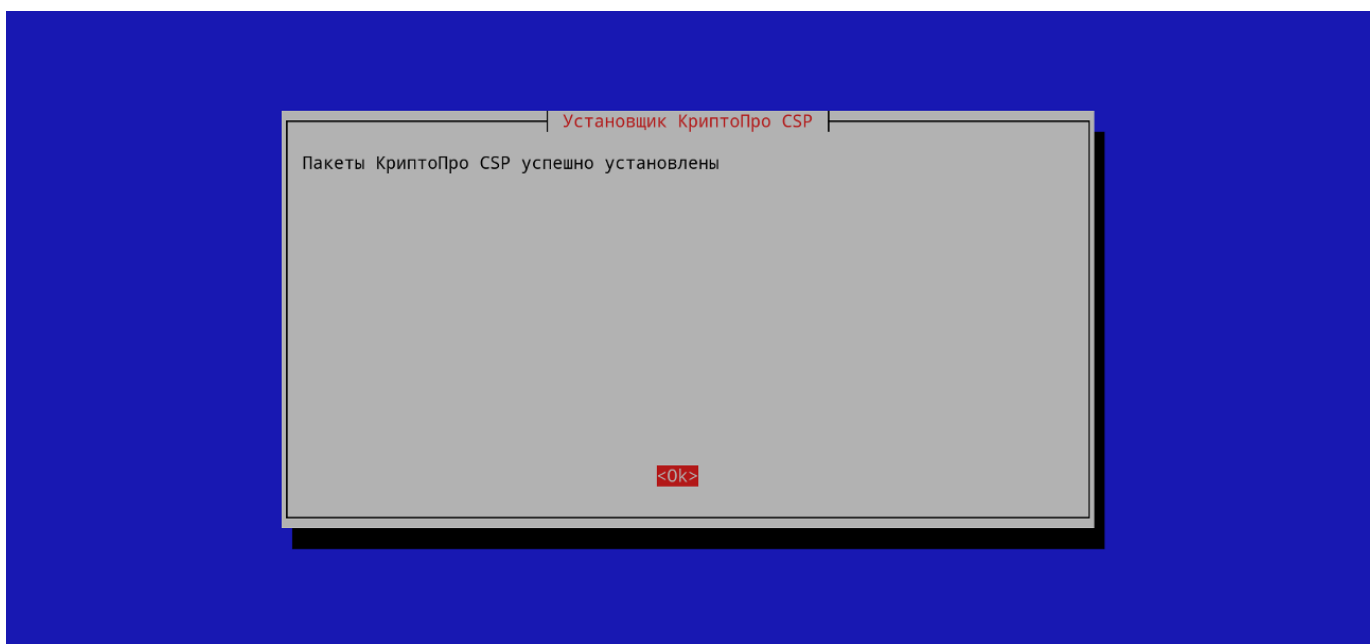 Установщик КриптоПро CSP
Пакеты КриптоПро CSP успешно установлены
<Ok>